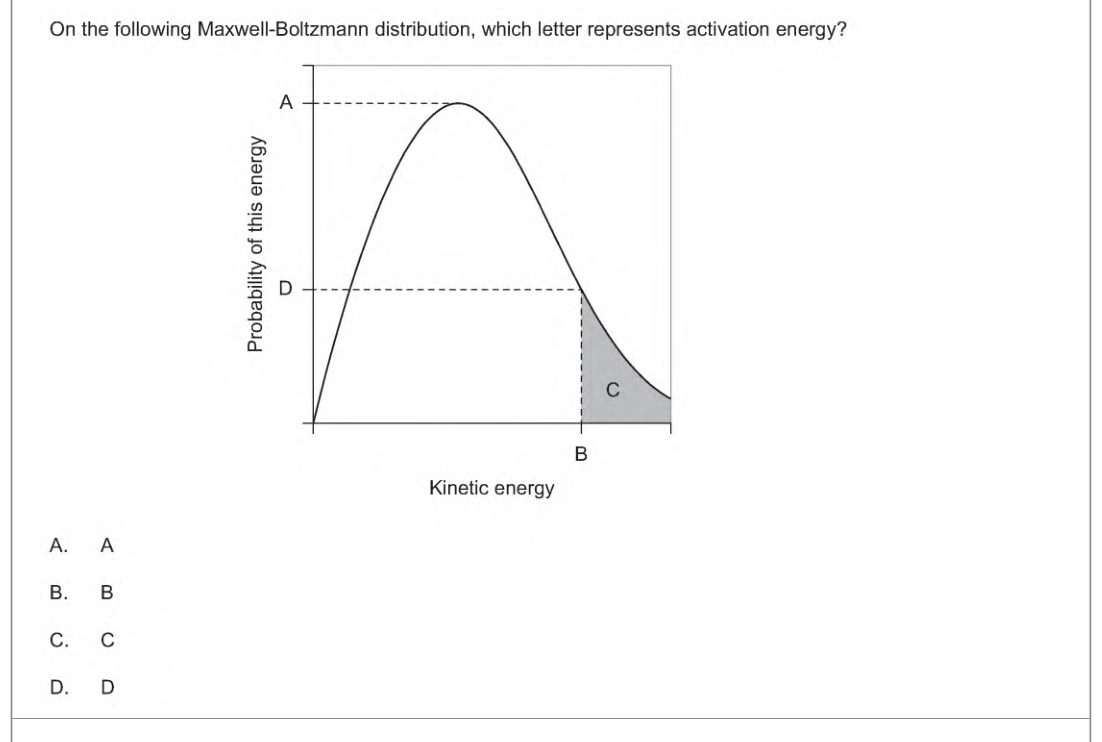 On the following Maxwell-Boltzmann distribution, which letter represents activation energy?
A
Probability of this energy
D
C
B
Kinetic energy
A. A
B. B
C. C
D. D